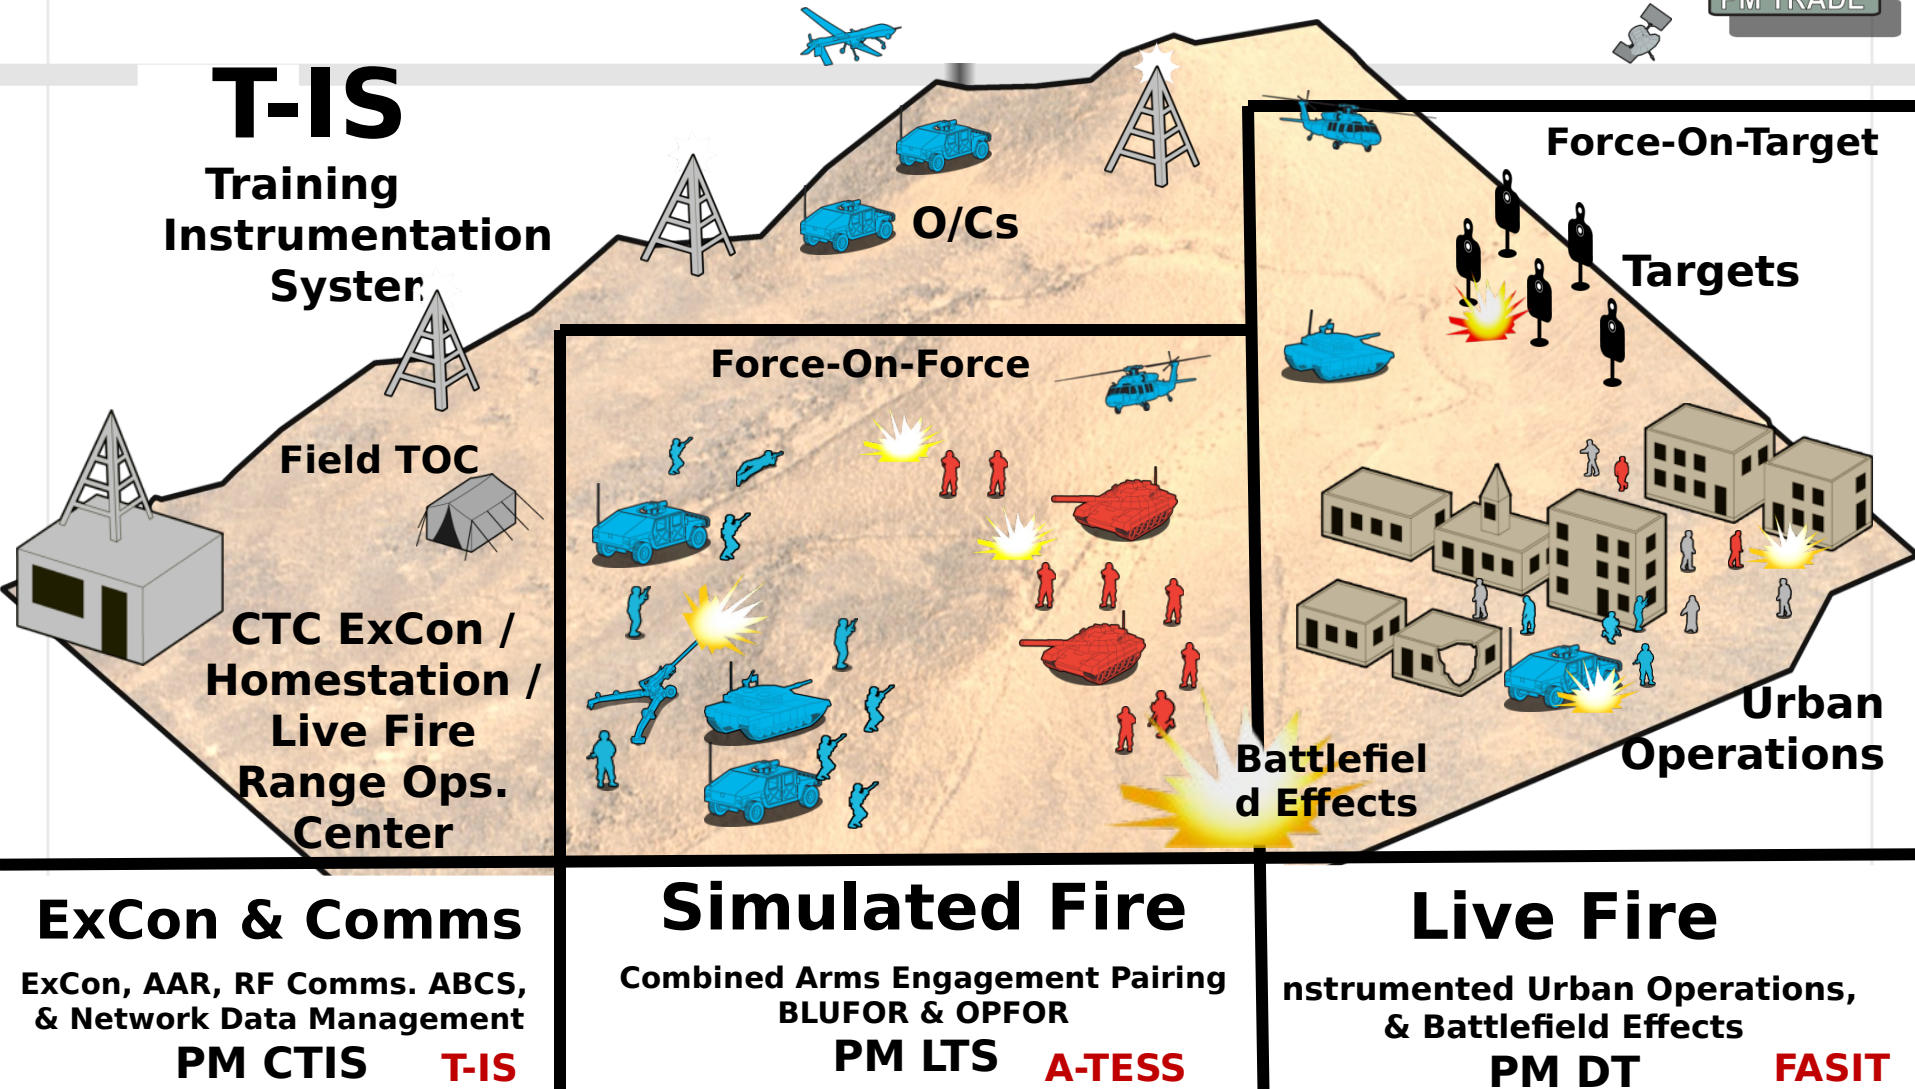 PM TRADE
T-IS
Training
Instrumentation
System
Force-On-Target
O/Cs
Targets
Force-On-Force
Field TOC
CTC ExCon /
Homestation /
Live Fire
Range Ops.
Center
Battlefiel
d Effects
Urban
Operations
ExCon & Comms
ExCon, AAR, RF Comms. ABCS,
& Network Data Management
PM CTIS
T-IS
Simulated Fire
Combined Arms Engagement Pairing
BLUFOR & OPFOR
PM LTS
A-TESS
Live Fire
nstrumented Urban Operations,
& Battlefield Effects
PM DT
FASIT